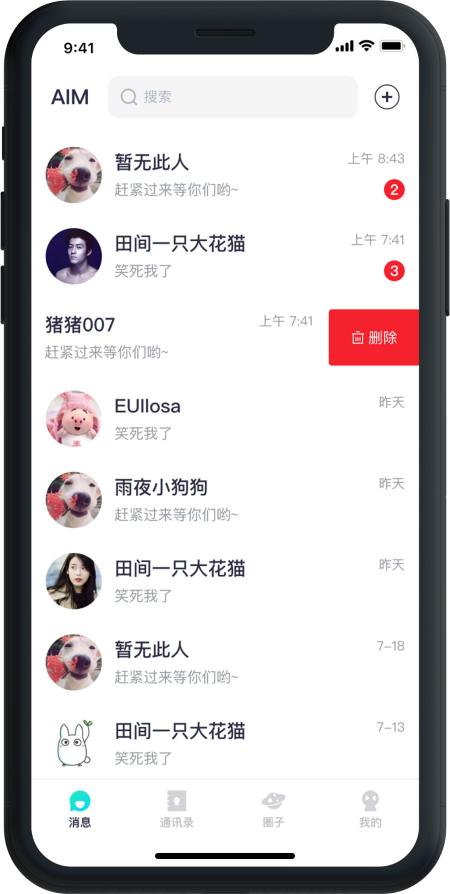 9:41
AIM
搜索
暂无此人
上午 8:43
赶紧过来等你们哟~
2
田间一只大花猫
上午 7:41
笑死我了
3
猪猪007
上午 7:41
删除
赶紧过来等你们哟~
EUIlosa
昨天
笑死我了
雨夜小狗狗
昨天
赶紧过来等你们哟~
田间一只大花猫
昨天
笑死我了
暂无此人
7-18
赶紧过来等你们哟~
田间一只大花猫
7-13
笑死我了
消息
通讯录
圈子
我的